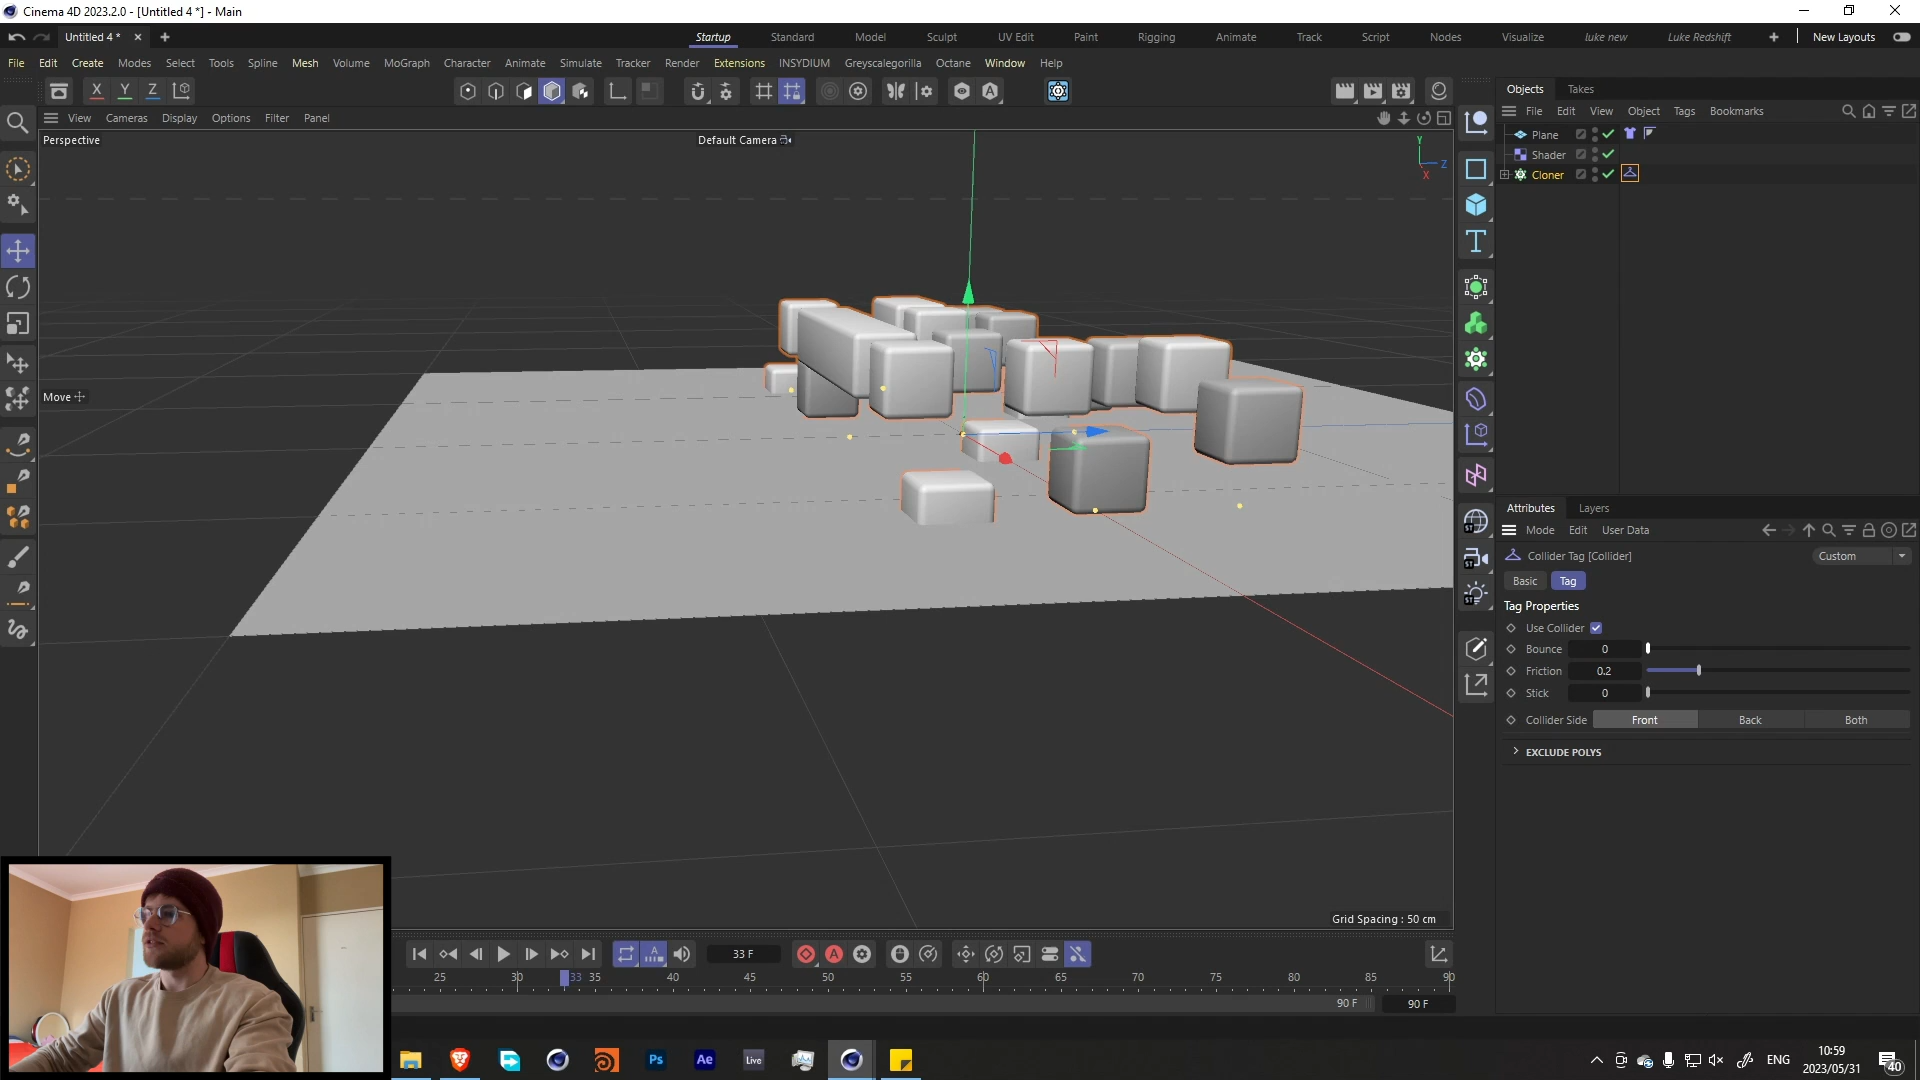 Cinema 4D 2023.2.0 - [Untitled 4 *] - Main
Untitled 4 *
Startup Standard Model Sculpt UV Edit Paint Rigging Animate Track Script Nodes Visualize luke new Luke Redshift New Layouts
File Edit Create Modes Select Tools Spline Mesh Volume MoGraph Character Animate Simulate Tracker Render Extensions INSYDIUM Greyscalegorilla Octane Window Help
X Y Z
View Cameras Display Options Filter Panel
Perspective
Default Camera
Y
Z
X
Move
Grid Spacing : 50 cm
Objects Takes
File Edit View Object Tags Bookmarks
Plane
Shader
Cloner
Attributes Layers
Mode Edit User Data
Collider Tag [Collider]
Custom
Basic Tag
Tag Properties
Use Collider
Bounce 0
Friction 0.2
Stick 0
Collider Side Front Back Both
EXCLUDE POLYS
33 F
25 30 33 35 40 45 50 55 60 65 70 75 80 85 90
90 F 90 F
Ps Ae Live
ENG
10:59
2023/05/31
40